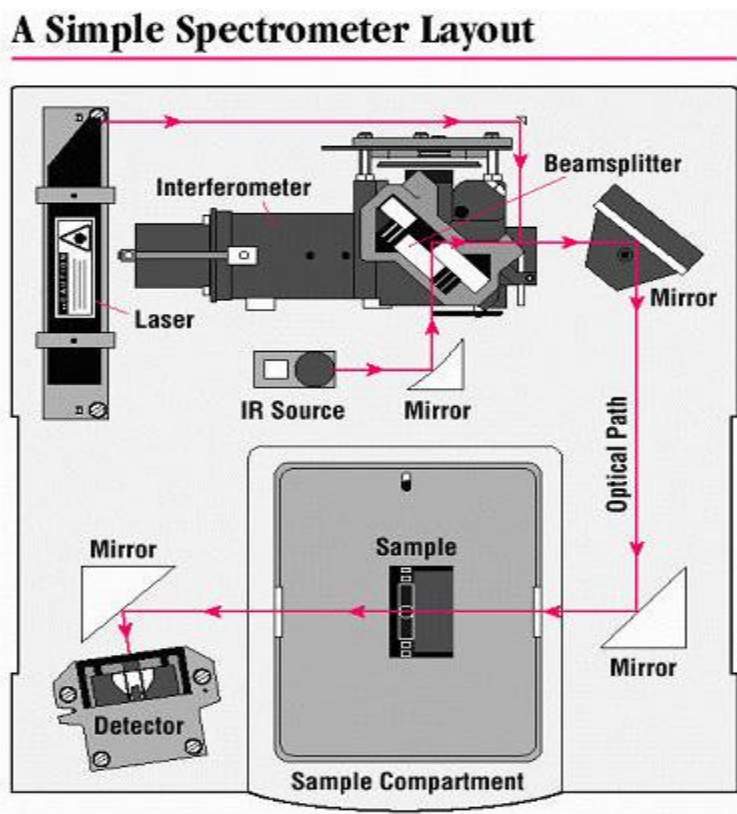 A Simple Spectrometer Layout
Beamsplitter
Interferometer
Mirror
Laser
IR Source
Mirror
Optical Path
Mirror
Sample
Mirror
Detector
Sample Compartment